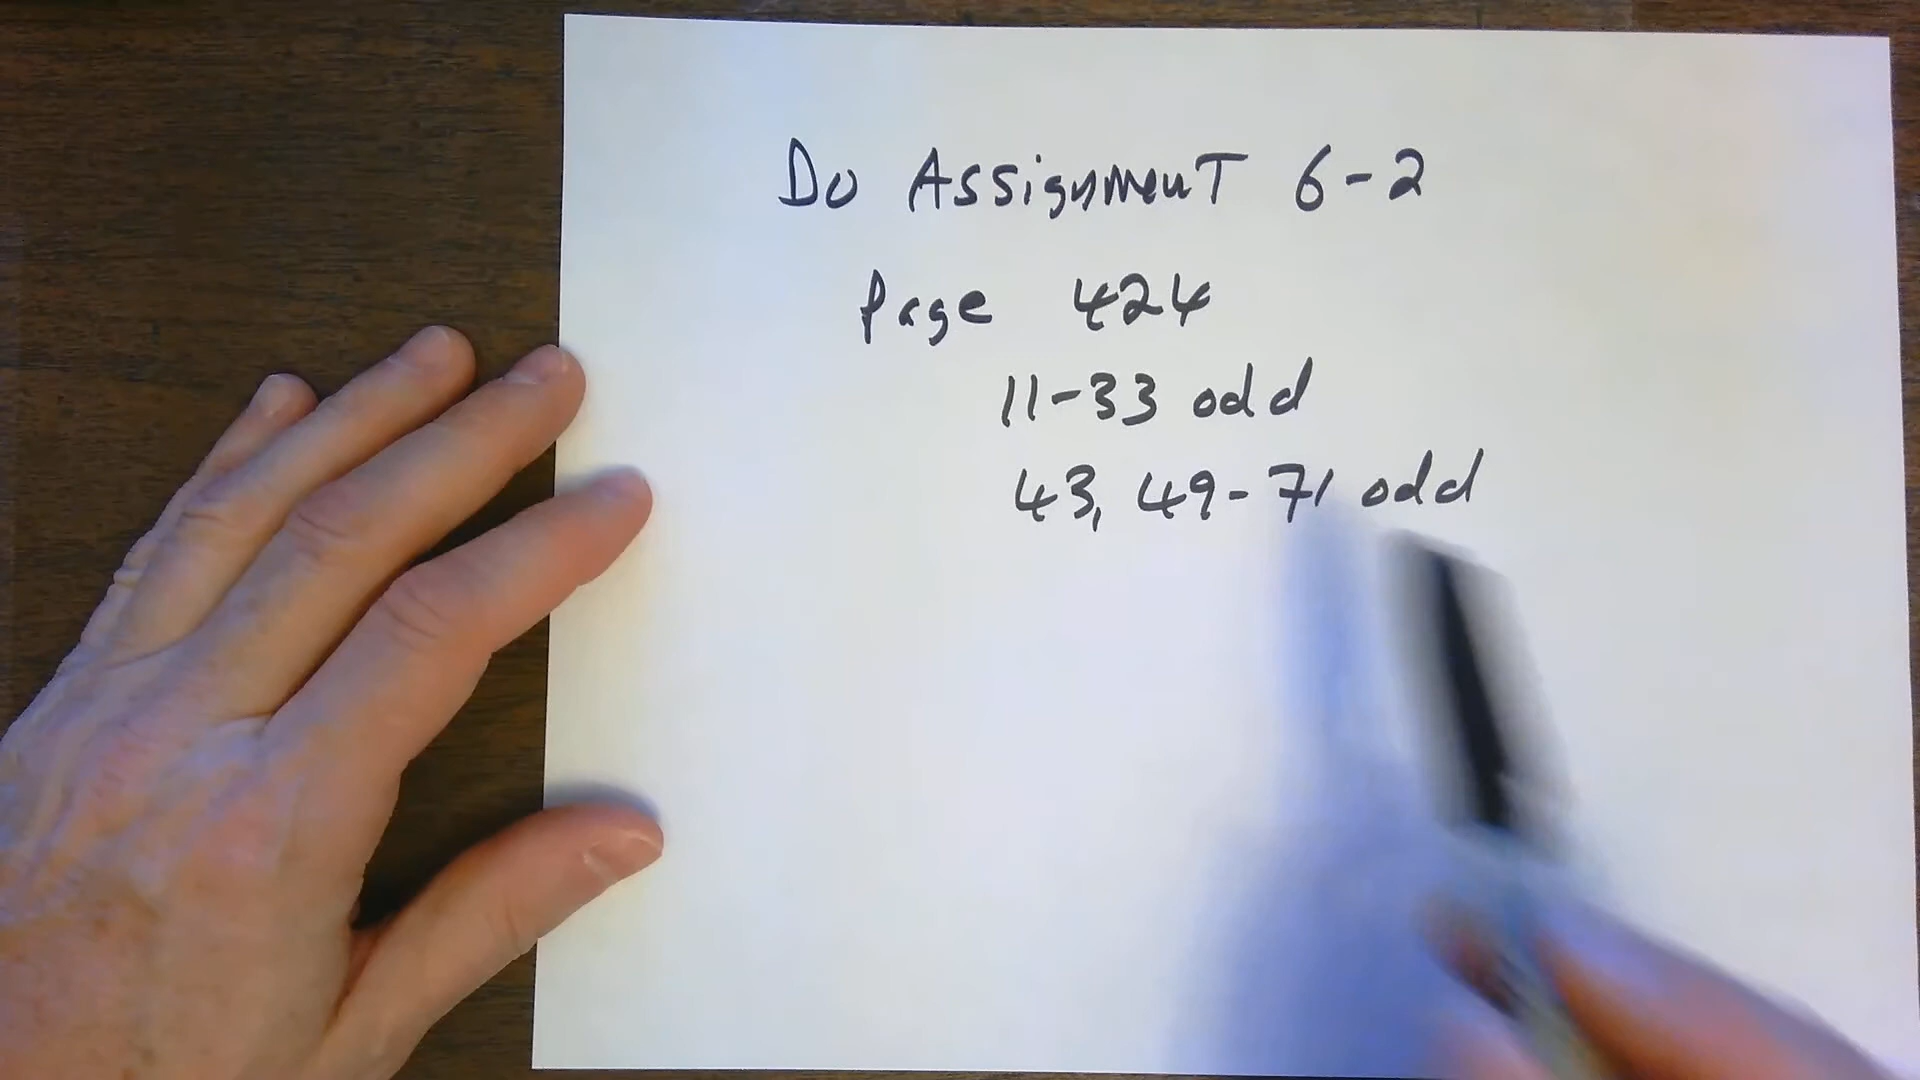 Do Assignment 6-2
Page 424
11-33 odd
43, 49-71 odd